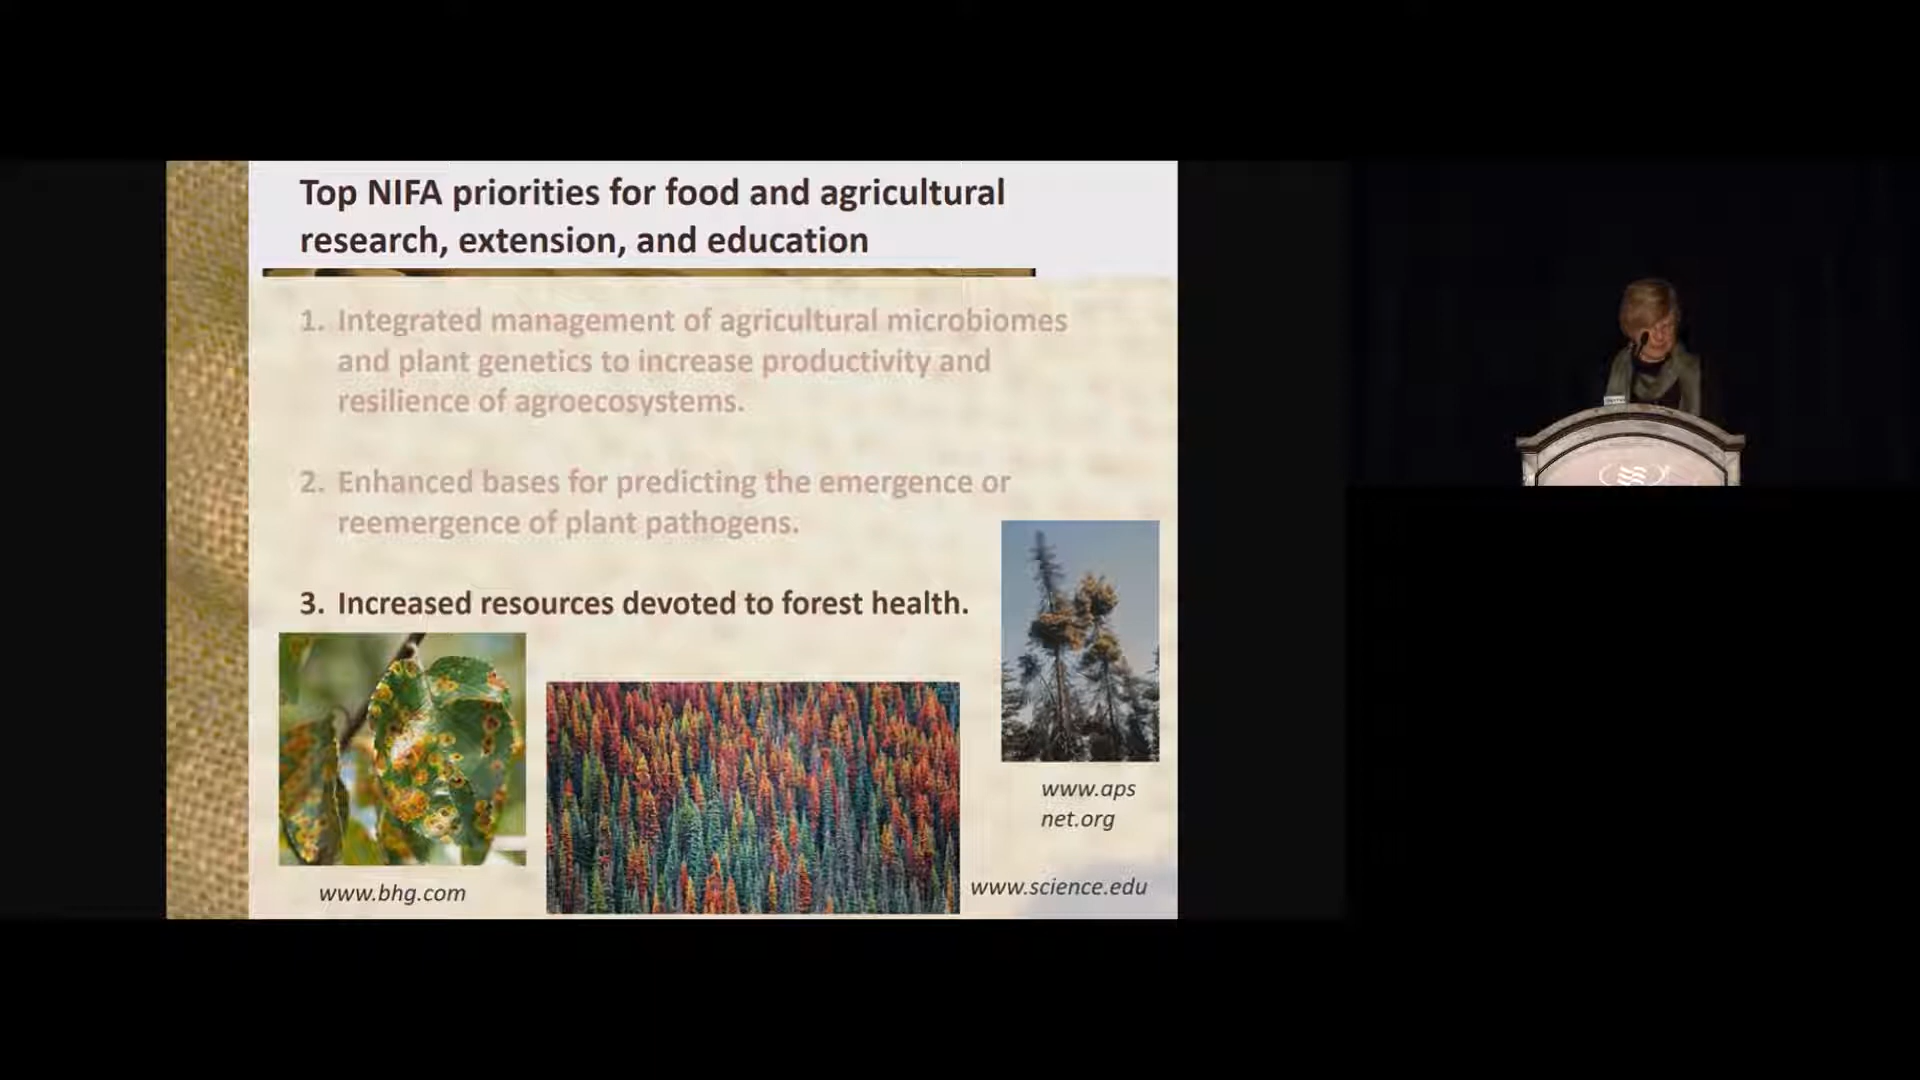 Top NIFA priorities for food and agricultural
research, extension, and education
1. Integrated management of agricultural microbiomes
and plant genetics to increase productivity and
resilience of agroecosystems.
2. Enhanced bases for predicting the emergence or
reemergence of plant pathogens.
3. Increased resources devoted to forest health.
www.aps
net.org
www.bhg.com
www.science.edu